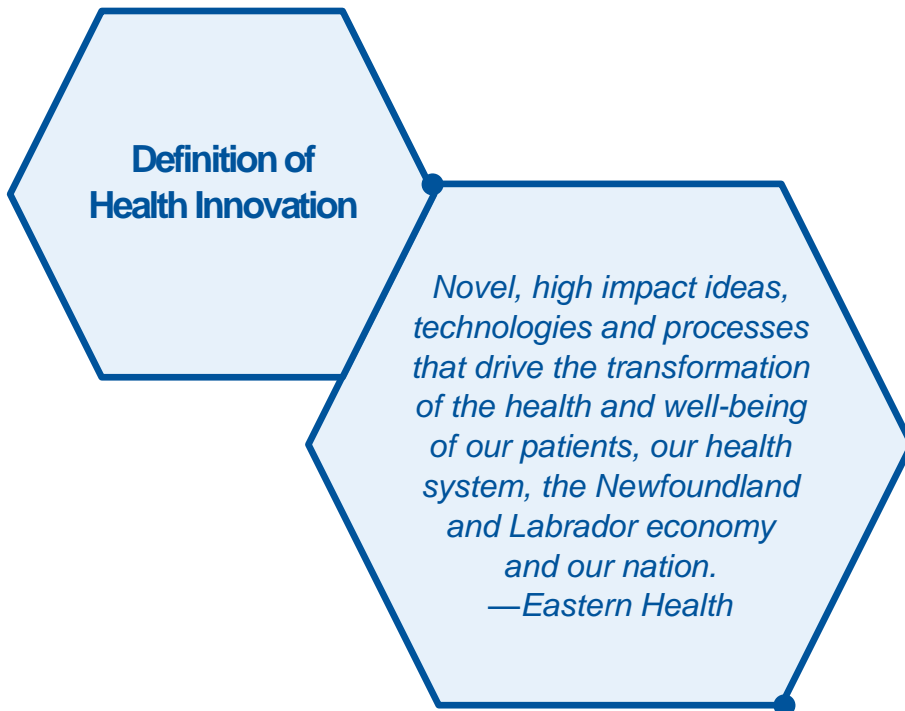 Definition of
Health Innovation
Novel, high impact ideas,
technologies and processes
that drive the transformation
of the health and well-being
of our patients, our health
system, the Newfoundland
and Labrador economy
and our nation.
—Eastern Health